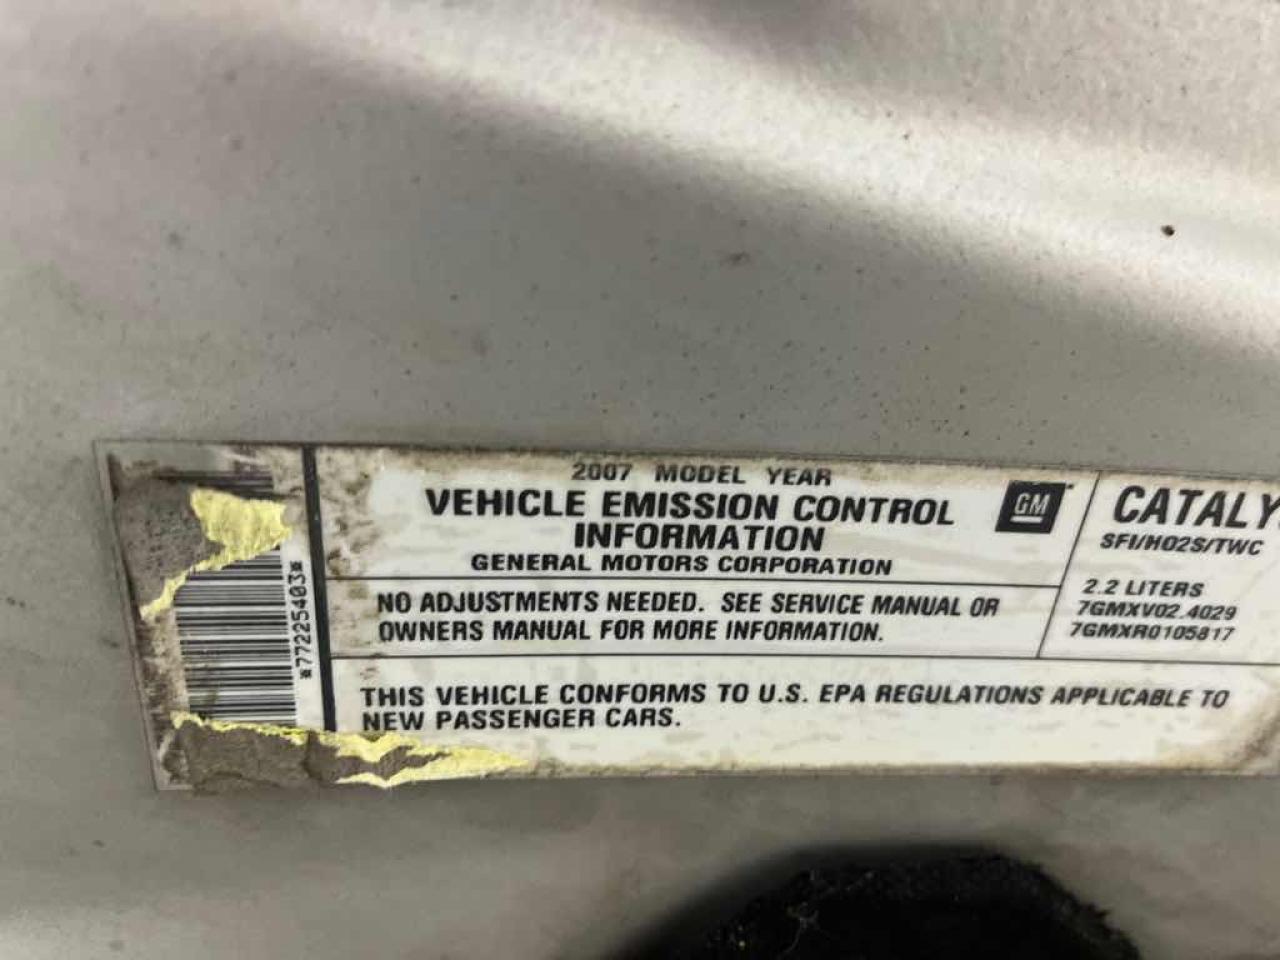 2007 MODEL YEAR
VEHICLE EMISSION CONTROL
INFORMATION
GENERAL MOTORS CORPORATION
GM
NO ADJUSTMENTS NEEDED. SEE SERVICE MANUAL OR
OWNERS MANUAL FOR MORE INFORMATION.
THIS VEHICLE CONFORMS TO U.S. EPA REGULATIONS APPLICABLE TO
NEW PASSENGER CARS.
CATALY
SFI/HO2S/TWC
2.2 LITERS
7GMXV02.4029
7GMXR0105817
*77225403*